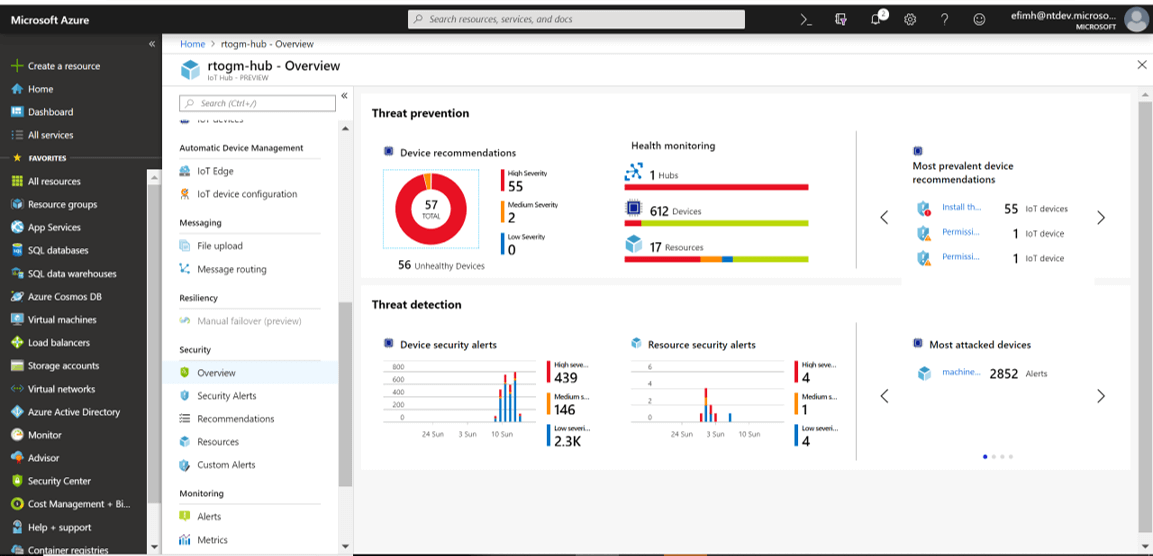 Microsoft Azure
Search resources, services, and docs
2
efimh@ntdev.microso...
MICROSOFT
Create a resource
Home
Dashboard
All services
FAVORITES
All resources
Resource groups
App Services
SQL databases
SQL data warehouses
Azure Cosmos DB
Virtual machines
Load balancers
Storage accounts
Virtual networks
Azure Active Directory
Monitor
Advisor
Security Center
Cost Management + Bi...
Help + support
Container registries
Home > rtogm-hub - Overview
rtogm-hub - Overview
IoT Hub - PREVIEW
Search (Ctrl+/)
IoT devices
Automatic Device Management
IoT Edge
IoT device configuration
Messaging
File upload
Message routing
Resiliency
Manual failover (preview)
Security
Overview
Security Alerts
Recommendations
Resources
Custom Alerts
Monitoring
Alerts
Metrics
Threat prevention
Device recommendations
57
TOTAL
High Severity
55
Medium Severity
2
Low Severity
0
56 Unhealthy Devices
Health monitoring
1 Hubs
612 Devices
17 Resources
Most prevalent device
recommendations
Install th... 55 IoT devices
Permissi... 1 IoT device
Permissi... 1 IoT device
Threat detection
Device security alerts
800
600
400
200
0
24 Sun 3 Sun 10 Sun
High seve...
439
Medium s...
146
Low severi...
2.3K
Resource security alerts
6
4
2
0
24 Sun 3 Sun 10 Sun
High seve...
4
Medium s...
1
Low severi...
4
Most attacked devices
machine... 2852 Alerts